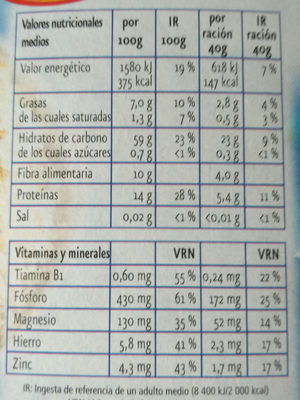 Valores nutricionales medios por 100g IR 100g por ración 40g IR ración 40g
Valor energético 1580 kJ 375 kcal 19 % 618 kJ 147 kcal 7 %
Grasas 7,0 g 10 % 2,8 g 4 %
de las cuales saturadas 1,3 g 7 % 0,5 g 3 %
Hidratos de carbono 59 g 23 % 23 g 9 %
de los cuales azúcares 0,7 g <1 % 0,3 g <1 %
Fibra alimentaria 10 g 4,0 g
Proteínas 14 g 28 % 5,4 g 11 %
Sal 0,02 g <1 % <0,01 g <1 %
Vitaminas y minerales VRN VRN
Tiamina B1 0,60 mg 55 % 0,24 mg 22 %
Fósforo 430 mg 61 % 172 mg 25 %
Magnesio 130 mg 35 % 52 mg 14 %
Hierro 5,8 mg 41 % 2,3 mg 17 %
Zinc 4,3 mg 43 % 1,7 mg 17 %
IR: Ingesta de referencia de un adulto medio (8 400 kJ/2 000 kcal)